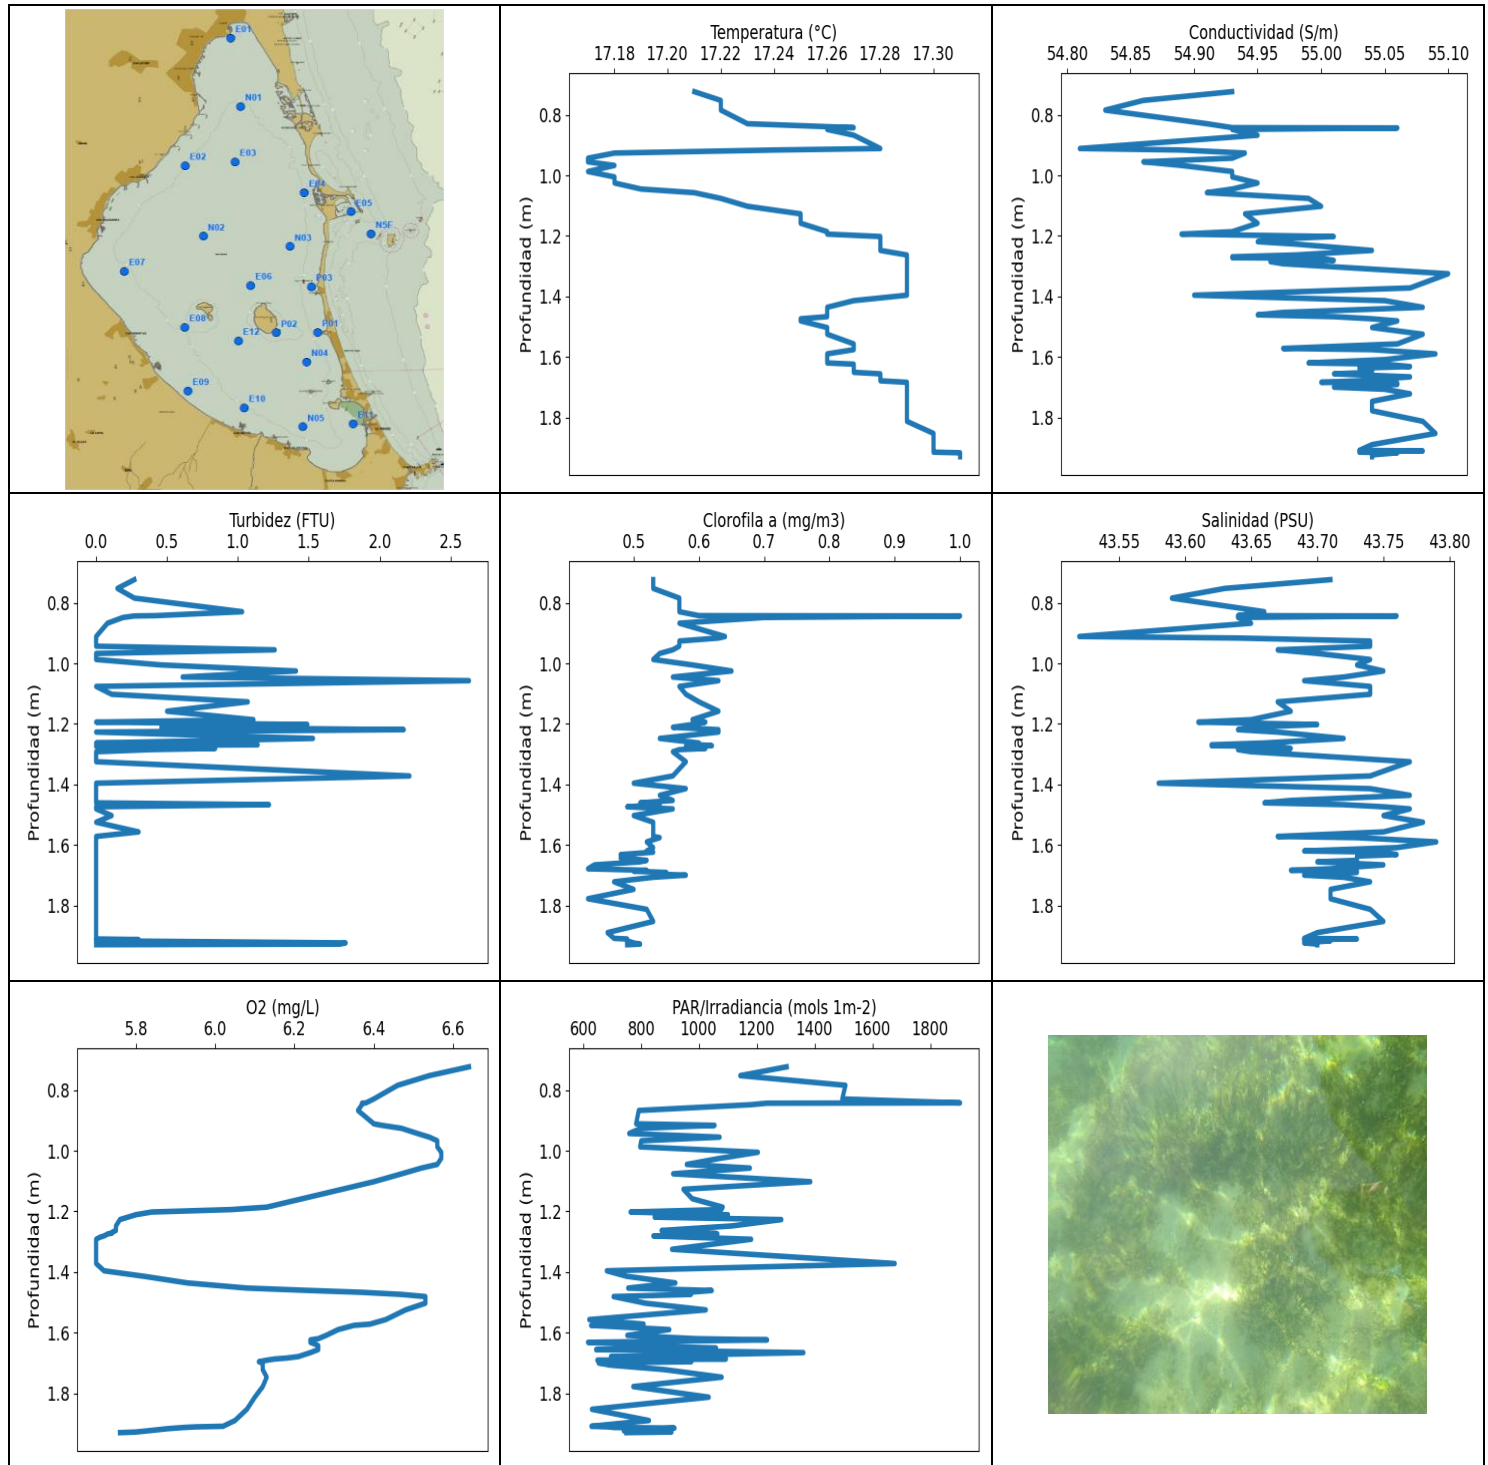 E01
N01
E02
E03
E04
E05
N5F
N02
N03
E07
E06
P03
E08
E12
P02
P01
N04
E09
E10
N05
E11
Temperatura (°C)
17.18 17.20 17.22 17.24 17.26 17.28 17.30
0.8
1.0
1.2
1.4
1.6
1.8
Profundidad (m)
Conductividad (S/m)
54.80 54.85 54.90 54.95 55.00 55.05 55.10
0.8
1.0
1.2
1.4
1.6
1.8
Profundidad (m)
Turbidez (FTU)
0.0 0.5 1.0 1.5 2.0 2.5
0.8
1.0
1.2
1.4
1.6
1.8
Profundidad (m)
Clorofila a (mg/m3)
0.5 0.6 0.7 0.8 0.9 1.0
0.8
1.0
1.2
1.4
1.6
1.8
Profundidad (m)
Salinidad (PSU)
43.55 43.60 43.65 43.70 43.75 43.80
0.8
1.0
1.2
1.4
1.6
1.8
Profundidad (m)
O2 (mg/L)
5.8 6.0 6.2 6.4 6.6
0.8
1.0
1.2
1.4
1.6
1.8
Profundidad (m)
PAR/Irradiancia (mols 1m-2)
600 800 1000 1200 1400 1600 1800
0.8
1.0
1.2
1.4
1.6
1.8
Profundidad (m)